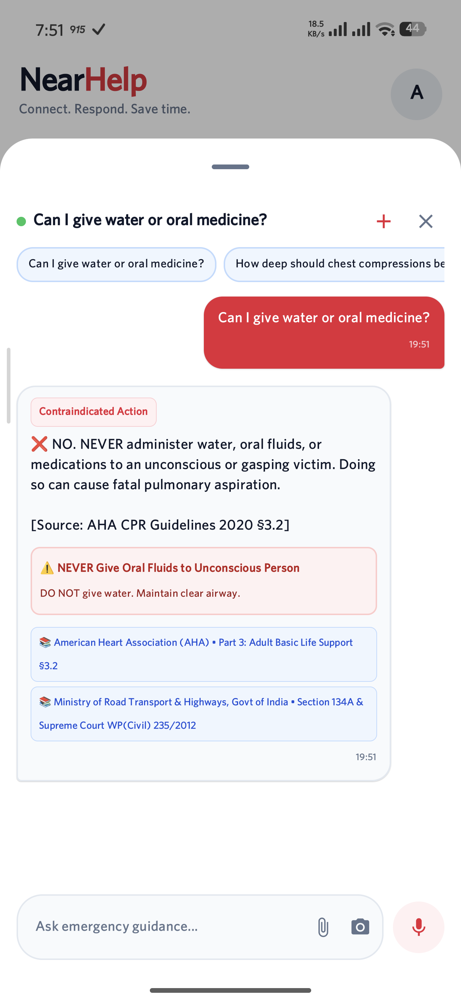 7:51 915
18.5
KB/s
44
NearHelp
Connect. Respond. Save time.
A
Can I give water or oral medicine?
Can I give water or oral medicine?
How deep should chest compressions be
Can I give water or oral medicine?
19:51
Contraindicated Action
❌ NO. NEVER administer water, oral fluids, or
medications to an unconscious or gasping victim. Doing
so can cause fatal pulmonary aspiration.
[Source: AHA CPR Guidelines 2020 §3.2]
⚠️ NEVER Give Oral Fluids to Unconscious Person
DO NOT give water. Maintain clear airway.
📚 American Heart Association (AHA) • Part 3: Adult Basic Life Support
§3.2
📚 Ministry of Road Transport & Highways, Govt of India • Section 134A &
Supreme Court WP(Civil) 235/2012
19:51
Ask emergency guidance...